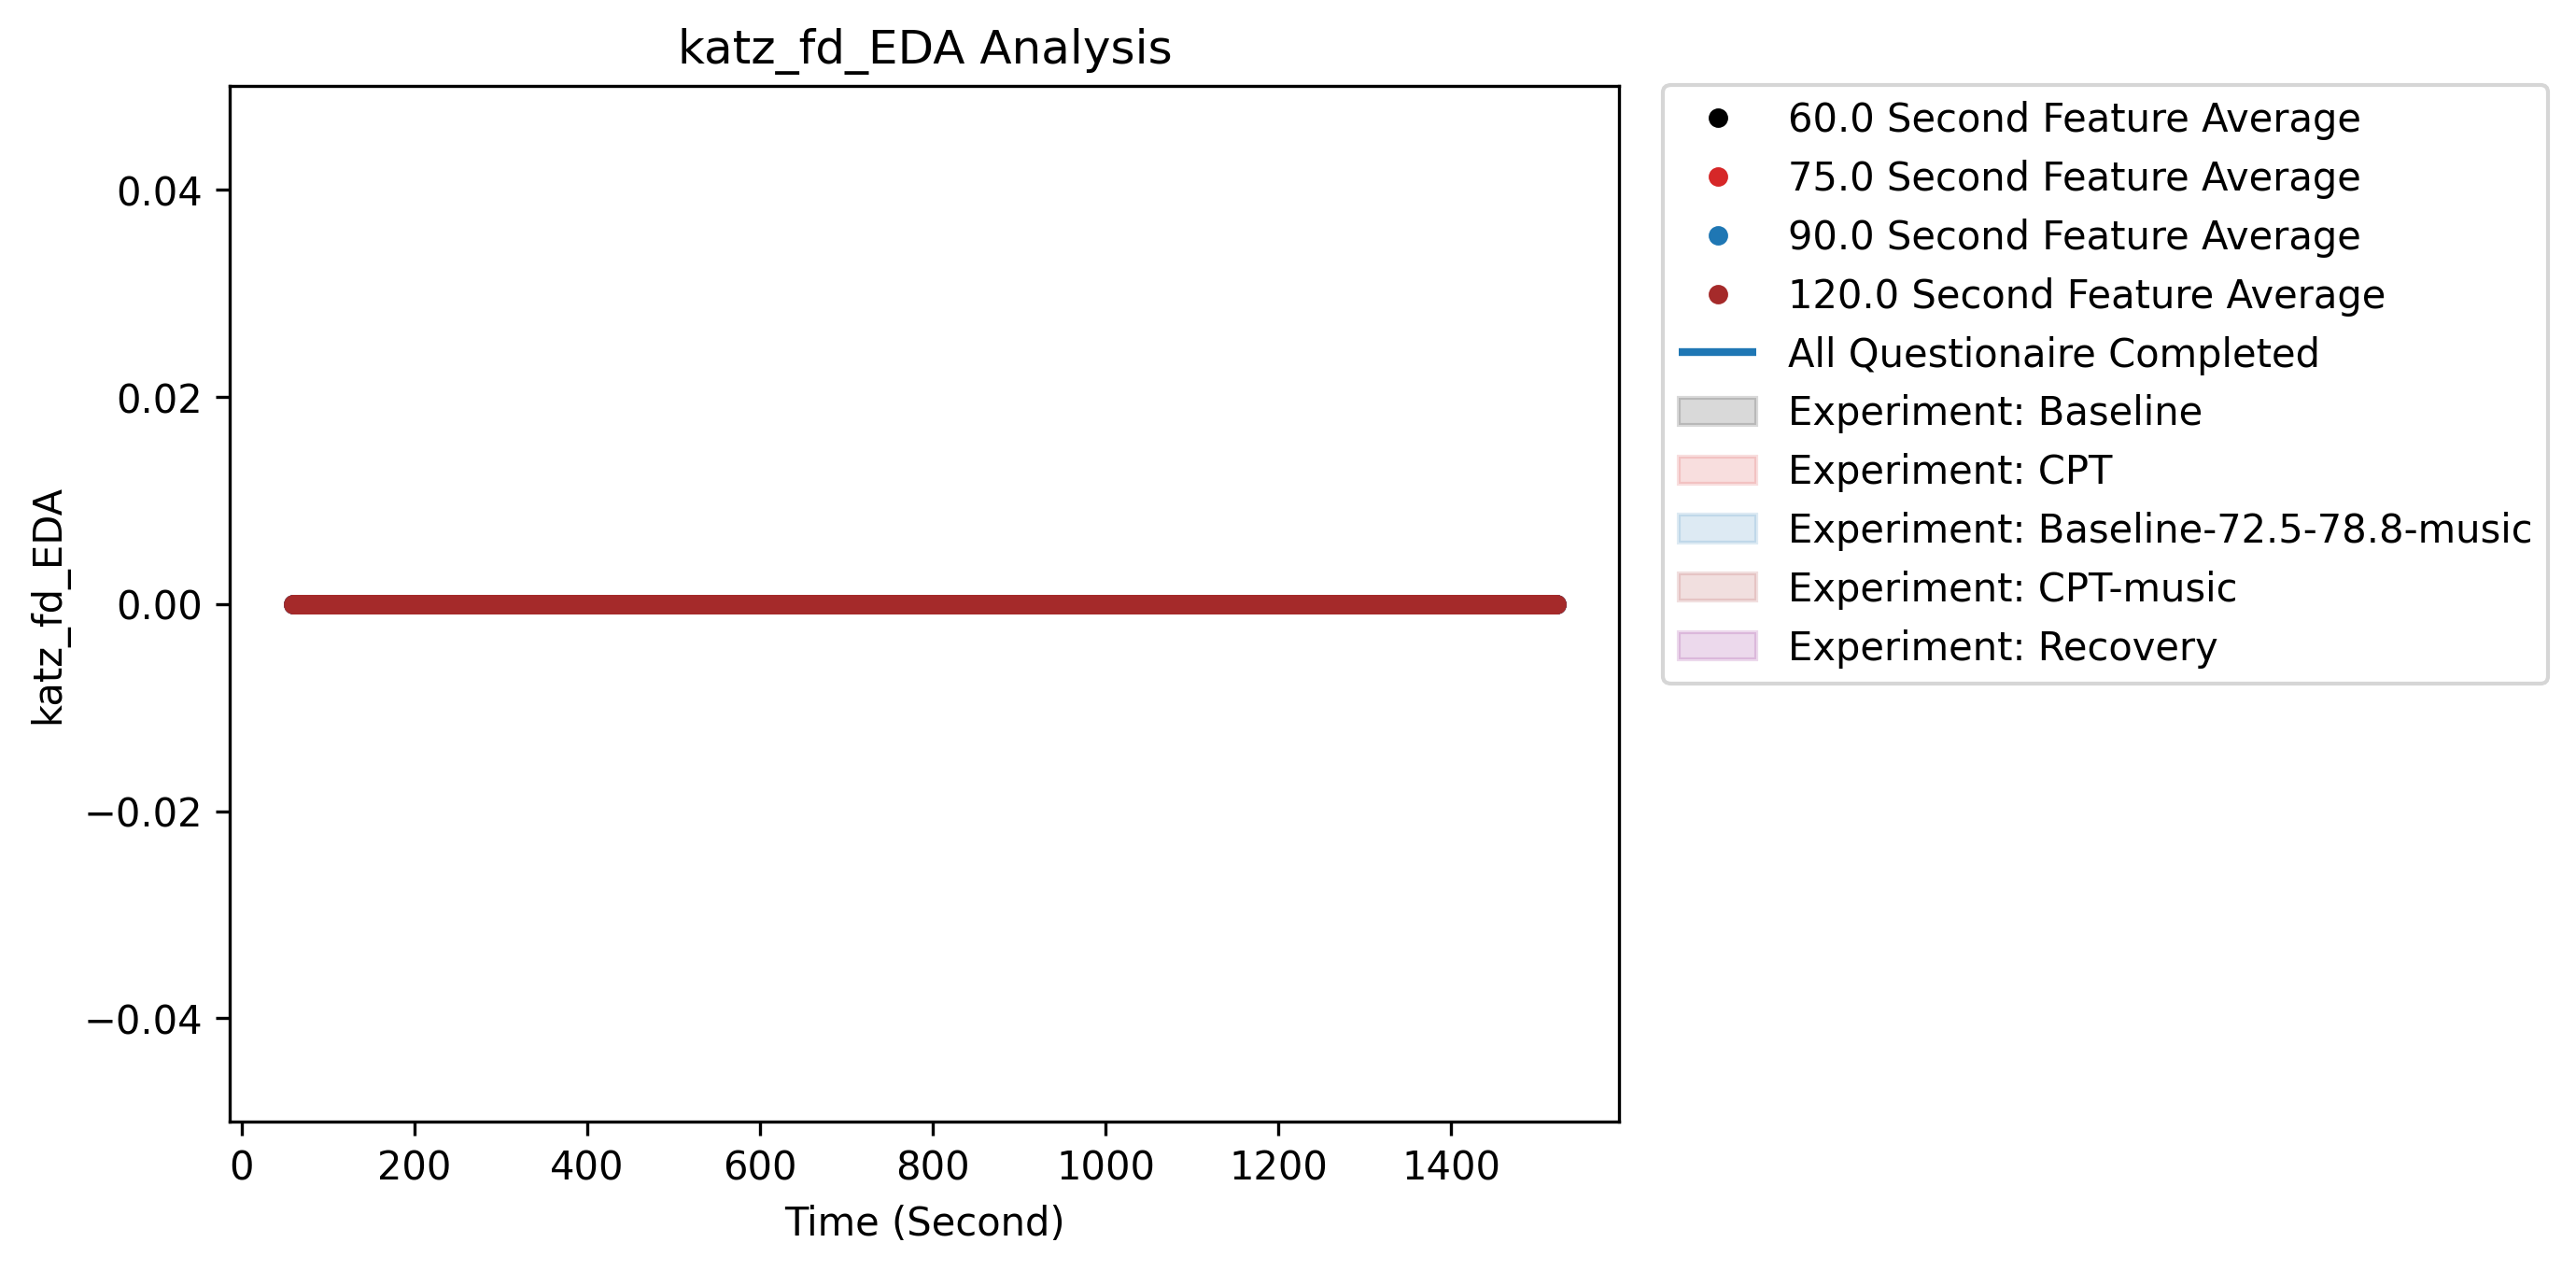 katz_fd_EDA Analysis
katz_fd_EDA
0.04
0.02
0.00
−0.02
−0.04
0 200 400 600 800 1000 1200 1400
Time (Second)
60.0 Second Feature Average
75.0 Second Feature Average
90.0 Second Feature Average
120.0 Second Feature Average
All Questionaire Completed
Experiment: Baseline
Experiment: CPT
Experiment: Baseline-72.5-78.8-music
Experiment: CPT-music
Experiment: Recovery